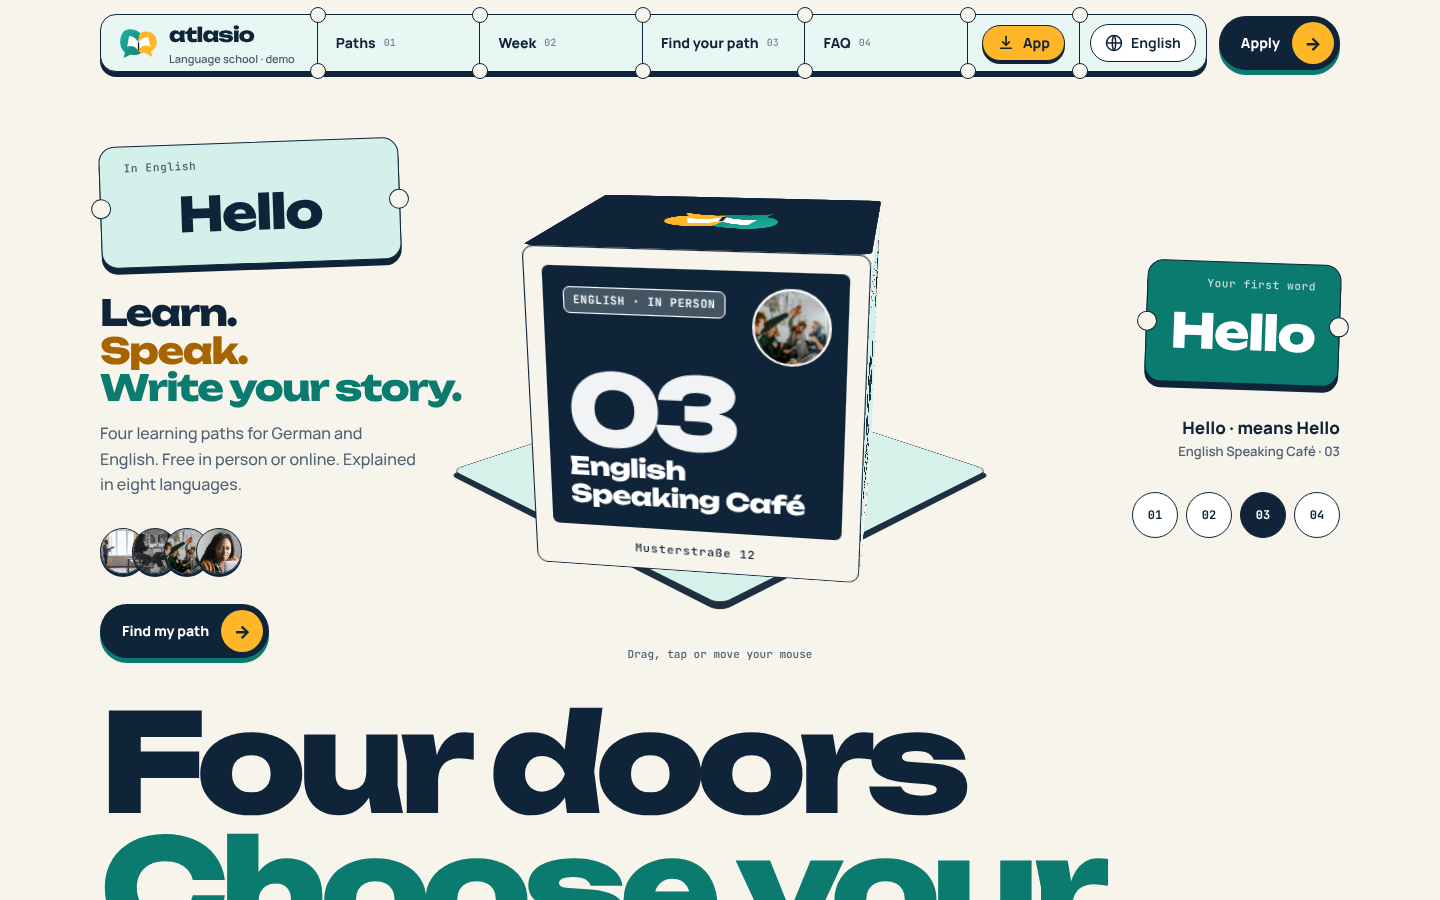 atlasio
Language school · demo
Paths 01
Week 02
Find your path 03
FAQ 04
App
English
Apply
In English
Hello
Learn.
Speak.
Write your story.
Four learning paths for German and
English. Free in person or online. Explained
in eight languages.
Find my path
ENGLISH · IN PERSON
03
English
Speaking Café
Musterstraße 12
Drag, tap or move your mouse
Your first word
Hello
Hello · means Hello
English Speaking Café · 03
01 02 03 04
Four doors
Choose your